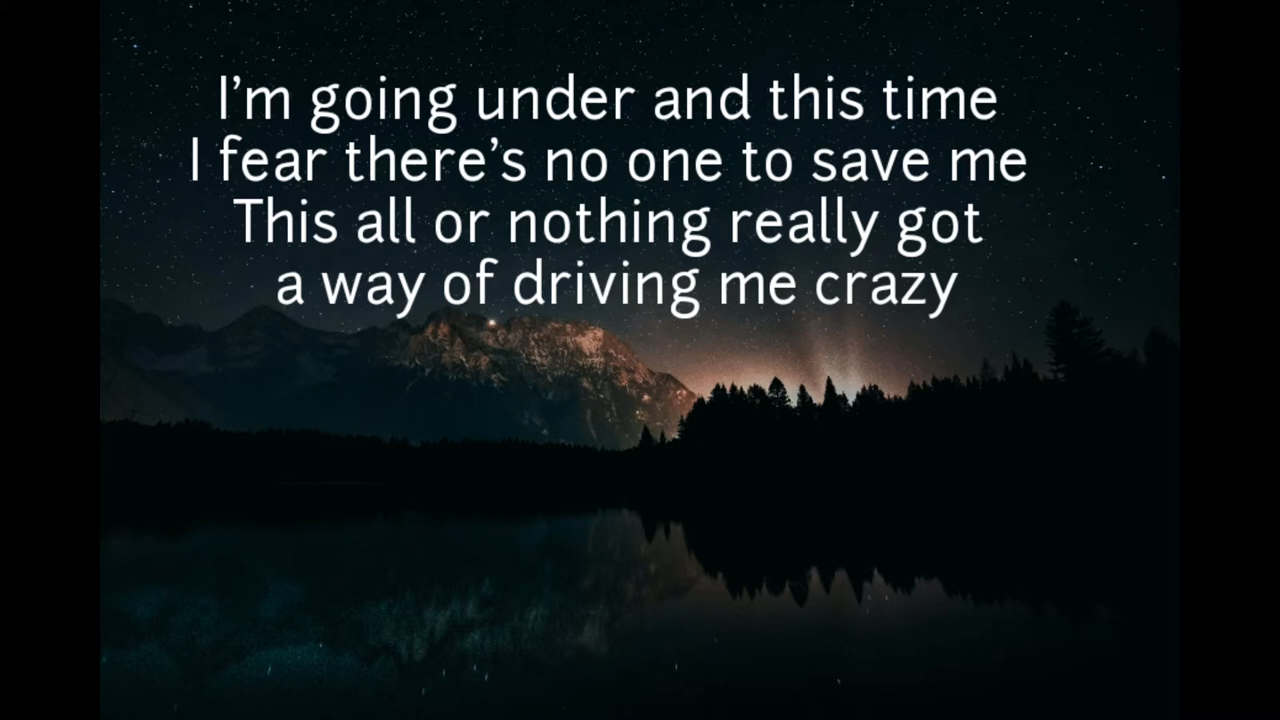 I’m going under and this time
I fear there’s no one to save me
This all or nothing really got
a way of driving me crazy